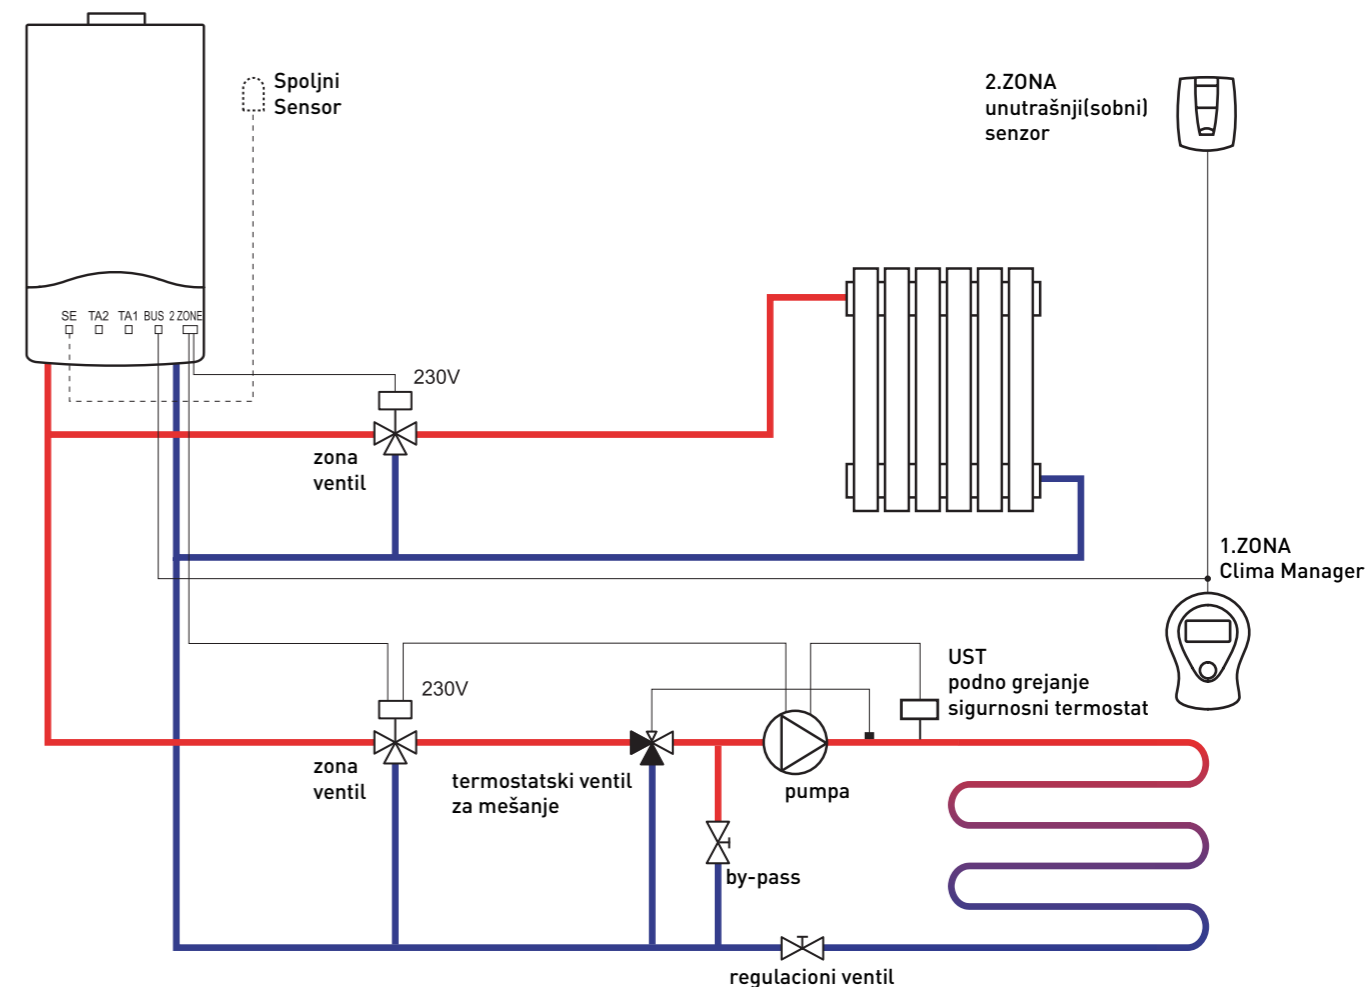 Spoljni
Sensor
2.ZONA
unutrašnji(sobni)
senzor
SE TA2 TA1 BUS 2 ZONE
230V
zona
ventil
1.ZONA
Clima Manager
UST
podno grejanje
sigurnosni termostat
230V
zona
ventil
termostatski ventil
za mešanje
pumpa
by-pass
regulacioni ventil